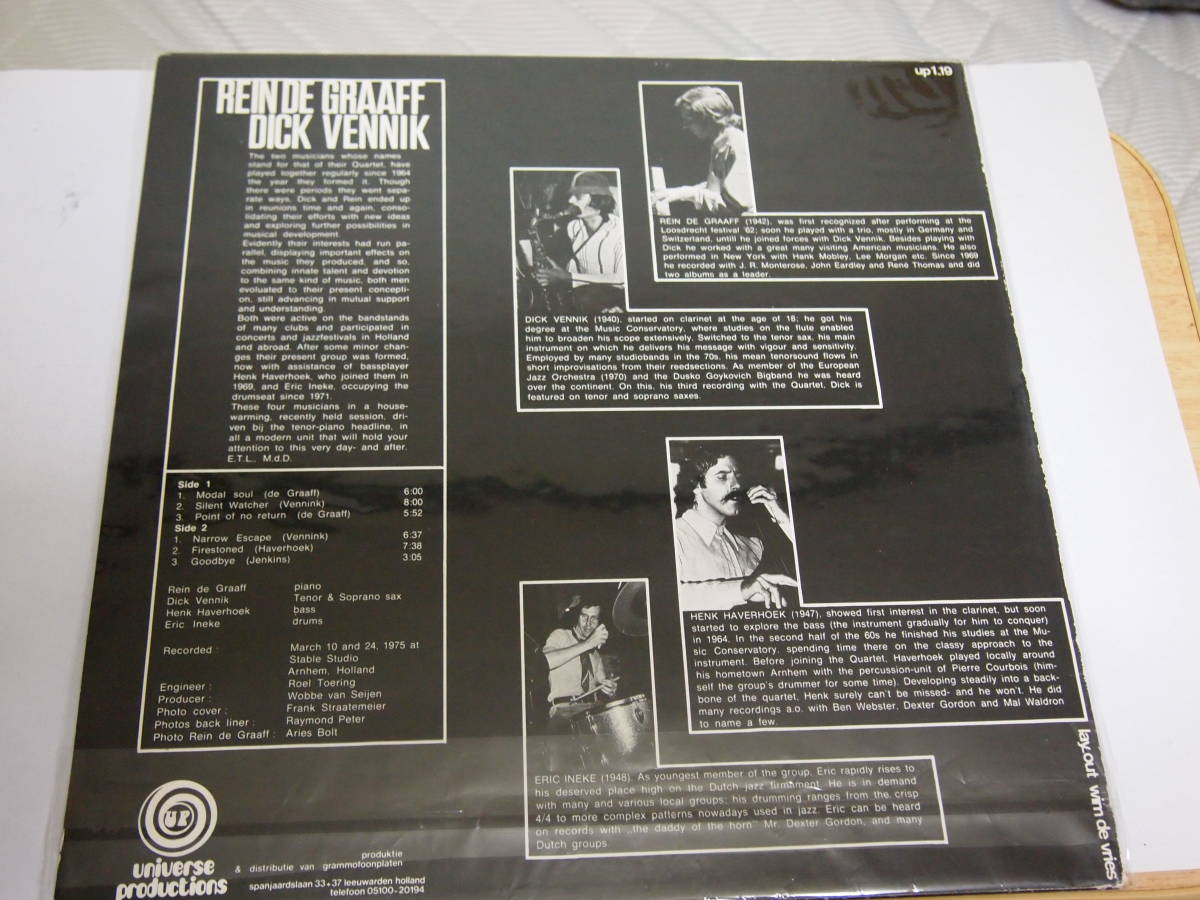 up1.19
REIN DE GRAAFF
DICK VENNIK
The two musicians whose names
stand for that of their Quartet, have
played together regularly since 1964
the year they formed it. Though
there were periods they went sepa-
rate ways, Dick and Rein ended up
in reunions time and again, conso-
lidating their efforts with new ideas
and exploring further possibilities in
musical development.
Evidently their interests had run pa-
rallel, displaying important effects on
the music they produced, and so,
combining innate talent and devotion
to the same kind of music, both men
evoluated to their present concepti-
on, still advancing in mutual support
and understanding.
Both were active on the bandstands
of many clubs and participated in
concerts and jazzfestivals in Holland
and abroad. After some minor chan-
ges their present group was formed,
now with assistance of bassplayer
Henk Haverhoek, who joined them in
1969, and Eric Ineke, occupying the
drumseat since 1971.
These four musicians in a house-
warming, recently held session, dri-
ven bij the tenor-piano headline, in
all a modern unit that will hold your
attention to this very day- and after.
E.T.L., M.d.D.
Side 1
1. Modal soul (de Graaff) 6:00
2. Silent Watcher (Vennink) 8:00
3. Point of no return (de Graaff) 5:52
Side 2
1. Narrow Escape (Vennink) 6:37
2. Firestoned (Haverhoek) 7:38
3. Goodbye (Jenkins) 3:05
Rein de Graaff piano
Dick Vennik Tenor & Soprano sax
Henk Haverhoek bass
Eric Ineke drums
Recorded : March 10 and 24, 1975 at
Stable Studio
Arnhem, Holland
Engineer : Roel Toering
Producer : Wobbe van Seijen
Photo cover : Frank Straatemeier
Photos back liner : Raymond Peter
Photo Rein de Graaff : Aries Bolt
REIN DE GRAAFF (1942), was first recognized after performing at the
Loosdrecht festival '62; soon he played with a trio, mostly in Germany and
Switzerland, untill he joined forces with Dick Vennik. Besides playing with
Dick he worked with a great many visiting American musicians. He also
performed in New York with Hank Mobley, Lee Morgan etc. Since 1969
he recorded with J. R. Monterose, John Eardley and René Thomas and did
two albums as a leader.
DICK VENNIK (1940), started on clarinet at the age of 18; he got his
degree at the Music Conservatory, where studies on the flute enabled
him to broaden his scope extensively. Switched to the tenor sax, his main
instrument on which he delivers his message with vigour and sensitivity.
Employed by many studiobands in the 70s, his mean tenorsound flows in
short improvisations from their reedsections. As member of the European
Jazz Orchestra (1970) and the Dusko Goykovich Bigband he was heard
over the continent. On this, his third recording with the Quartet, Dick is
featured on tenor and soprano saxes.
HENK HAVERHOEK (1947), showed first interest in the clarinet, but soon
started to explore the bass (the instrument gradually for him to conquer)
in 1964. In the second half of the 60s he finished his studies at the Mu-
sic Conservatory, spending time there on the classy approach to the
instrument. Before joining the Quartet, Haverhoek played locally around
his hometown Arnhem with the percussion-unit of Pierre Courbois (him-
self the group's drummer for some time). Developing steadily into a back-
bone of the quartet, Henk surely can't be missed- and he won't. He did
many recordings a.o. with Ben Webster, Dexter Gordon and Mal Waldron
to name a few.
ERIC INEKE (1948). As youngest member of the group, Eric rapidly rises to
his deserved place high on the Dutch jazz firmament. He is in demand
with many and various local groups; his drumming ranges from the crisp
4/4 to more complex patterns nowadays used in jazz. Eric can be heard
on records with ,,the daddy of the horn" Mr. Dexter Gordon, and many
Dutch groups.
lay.out wim de vries
UP
universe
productions
produktie
& distributie van grammofoonplaten
spanjaardslaan 33+37 leeuwarden holland
telefoon 05100-20194